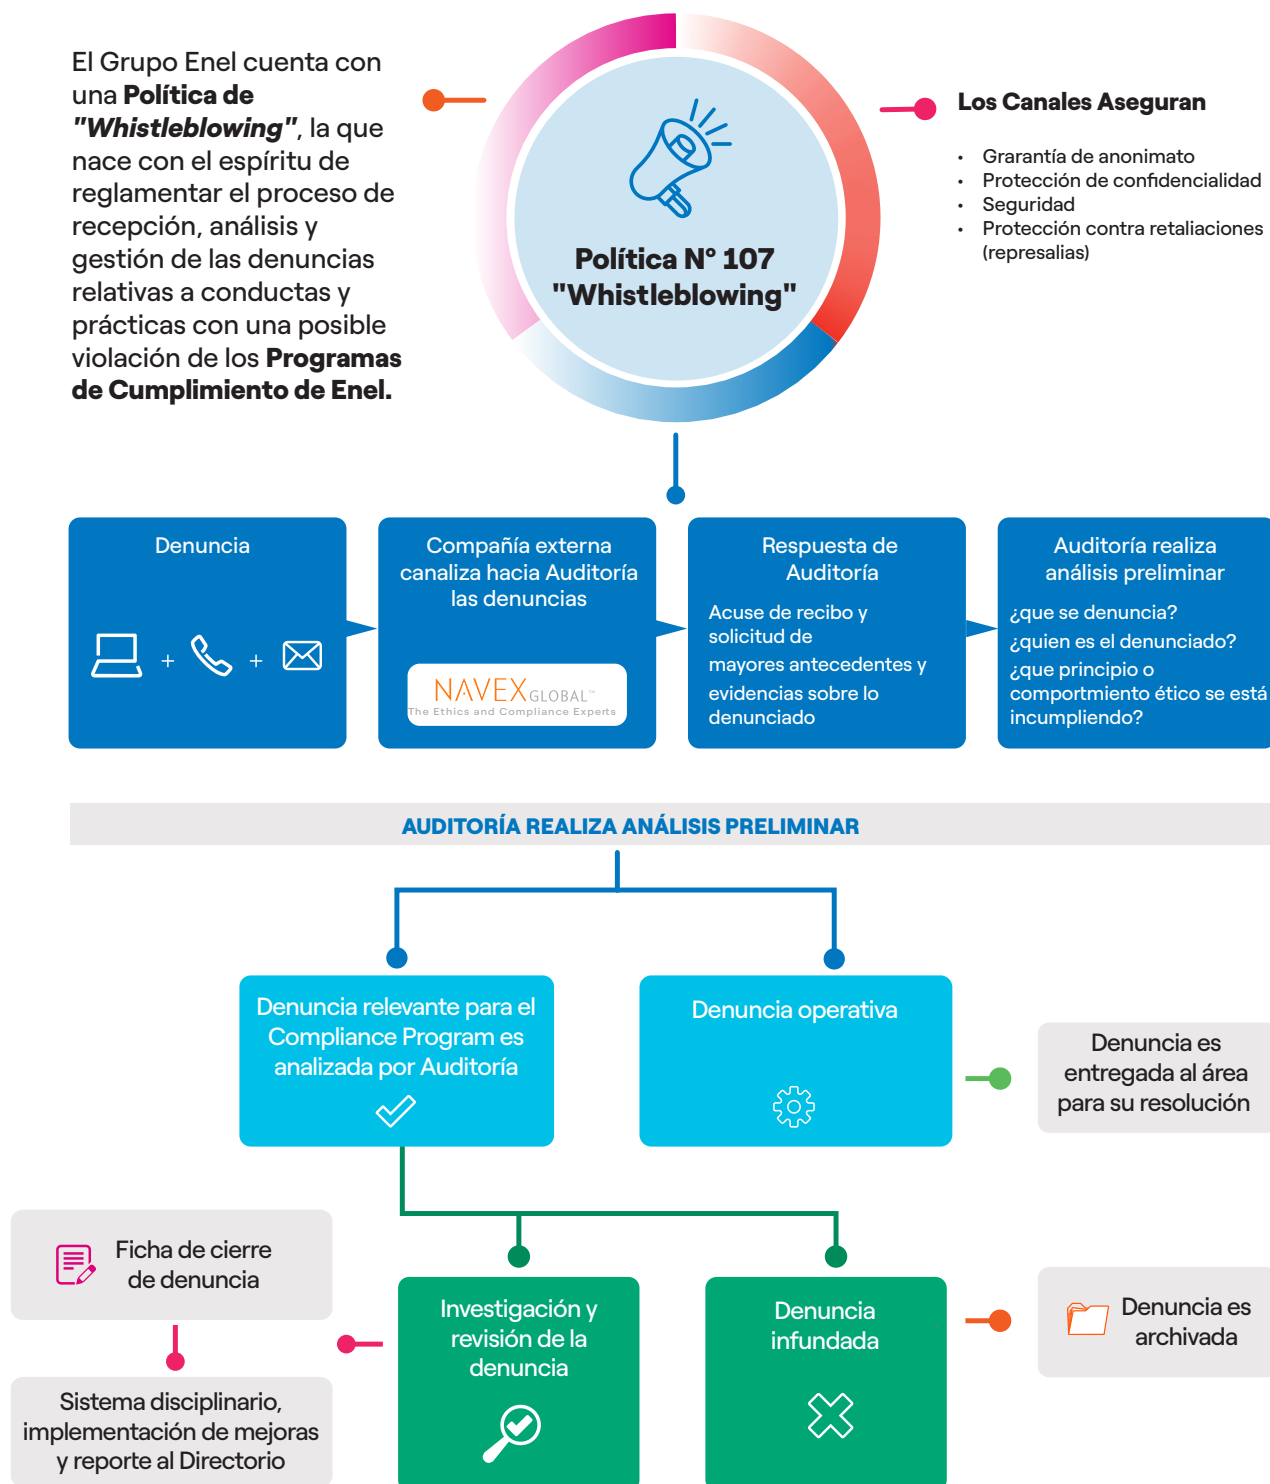 El Grupo Enel cuenta con
una Política de
"Whistleblowing", la que
nace con el espíritu de
reglamentar el proceso de
recepción, análisis y
gestión de las denuncias
relativas a conductas y
prácticas con una posible
violación de los Programas
de Cumplimiento de Enel.
Política N° 107
"Whistleblowing"
Los Canales Aseguran
• Grarantía de anonimato
• Protección de confidencialidad
• Seguridad
• Protección contra retaliaciones
(represalias)
Denuncia
+ +
Compañía externa
canaliza hacia Auditoría
las denuncias
NAVEX GLOBAL™
The Ethics and Compliance Experts
Respuesta de
Auditoría
Acuse de recibo y
solicitud de
mayores antecedentes y
evidencias sobre lo
denunciado
Auditoría realiza
análisis preliminar
¿que se denuncia?
¿quien es el denunciado?
¿que principio o
comportmiento ético se está
incumpliendo?
AUDITORÍA REALIZA ANÁLISIS PRELIMINAR
Denuncia relevante para el
Compliance Program es
analizada por Auditoría
Denuncia operativa
Denuncia es
entregada al área
para su resolución
Ficha de cierre
de denuncia
Investigación y
revisión de la
denuncia
Denuncia
infundada
Denuncia es
archivada
Sistema disciplinario,
implementación de mejoras
y reporte al Directorio